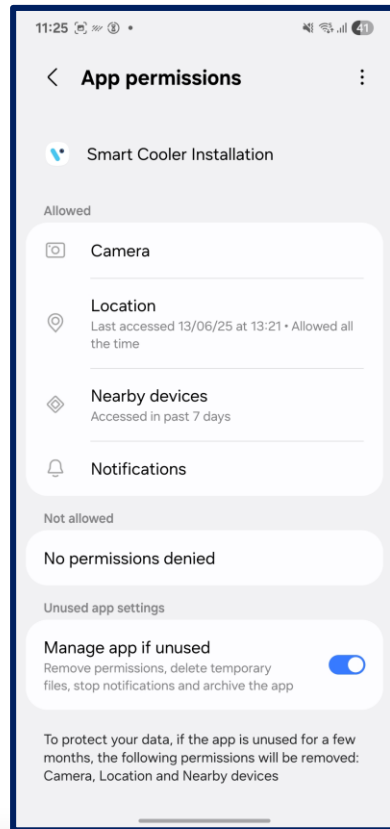 11:25
41
App permissions
Smart Cooler Installation
Allowed
Camera
Location
Last accessed 13/06/25 at 13:21 • Allowed all
the time
Nearby devices
Accessed in past 7 days
Notifications
Not allowed
No permissions denied
Unused app settings
Manage app if unused
Remove permissions, delete temporary
files, stop notifications and archive the app
To protect your data, if the app is unused for a few
months, the following permissions will be removed:
Camera, Location and Nearby devices